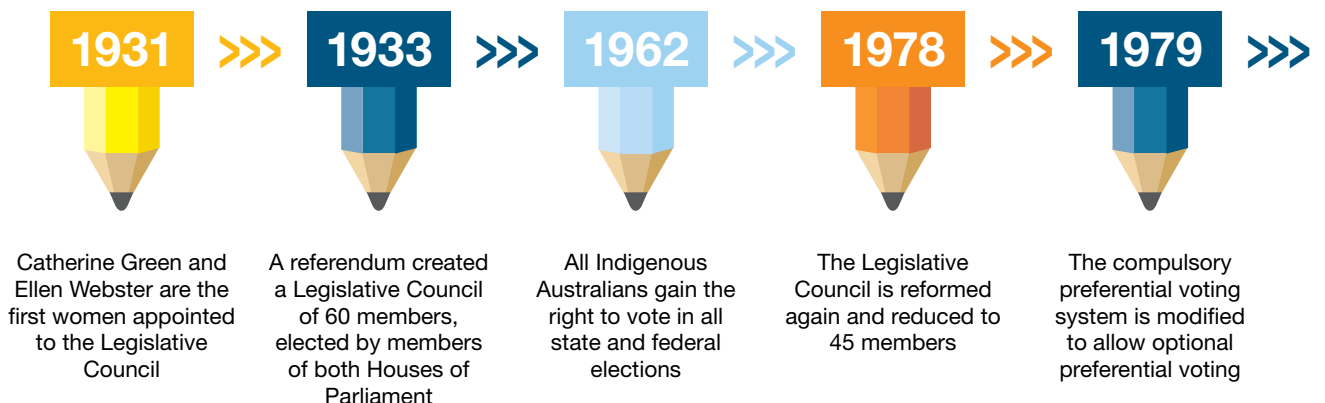 1931 >>> 1933 >>> 1962 >>> 1978 >>> 1979 >>>
Catherine Green and
Ellen Webster are the
first women appointed
to the Legislative
Council
A referendum created
a Legislative Council
of 60 members,
elected by members
of both Houses of
Parliament
All Indigenous
Australians gain the
right to vote in all
state and federal
elections
The Legislative
Council is reformed
again and reduced to
45 members
The compulsory
preferential voting
system is modified
to allow optional
preferential voting